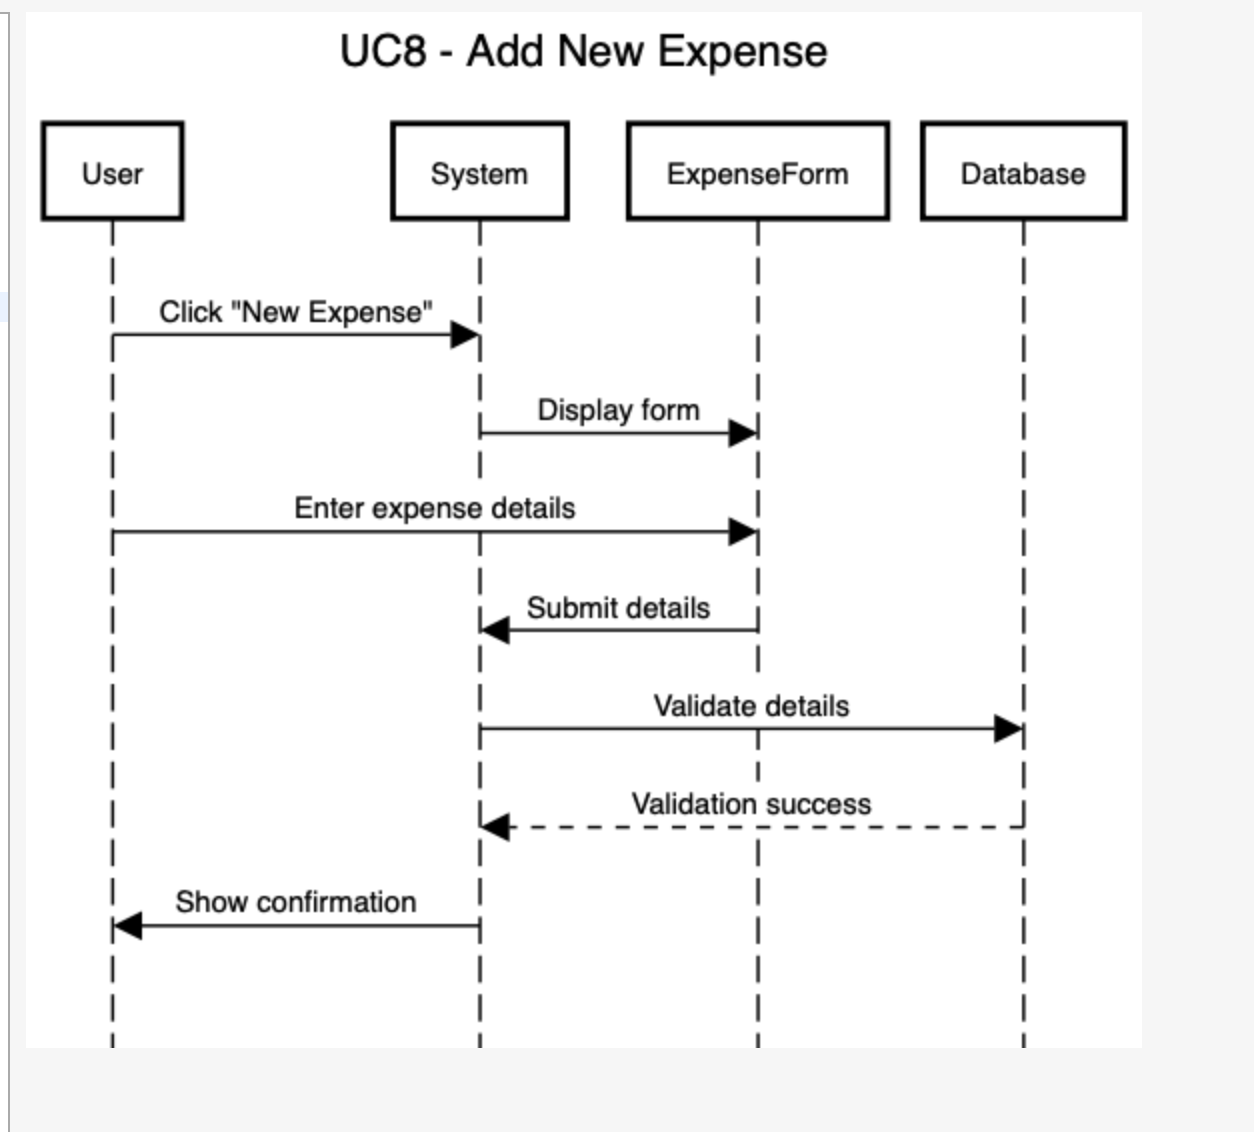 UC8 - Add New Expense
User
System
ExpenseForm
Database
Click "New Expense"
Display form
Enter expense details
Submit details
Validate details
Validation success
Show confirmation